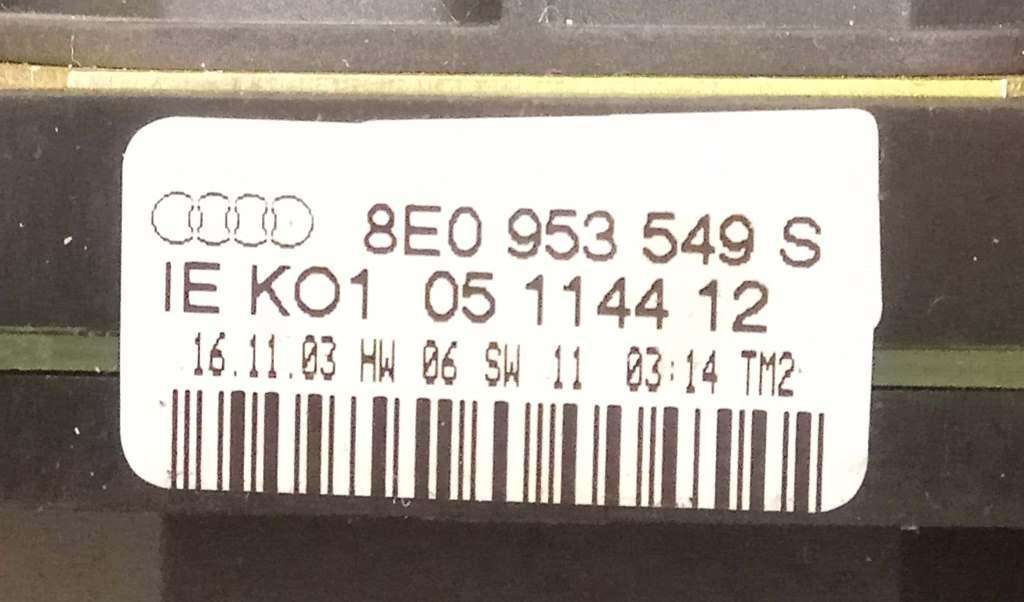 8E0 953 549 S
IE KO1 05 1144 12
16.11.03 HW 06 SW 11 03:14 TM2